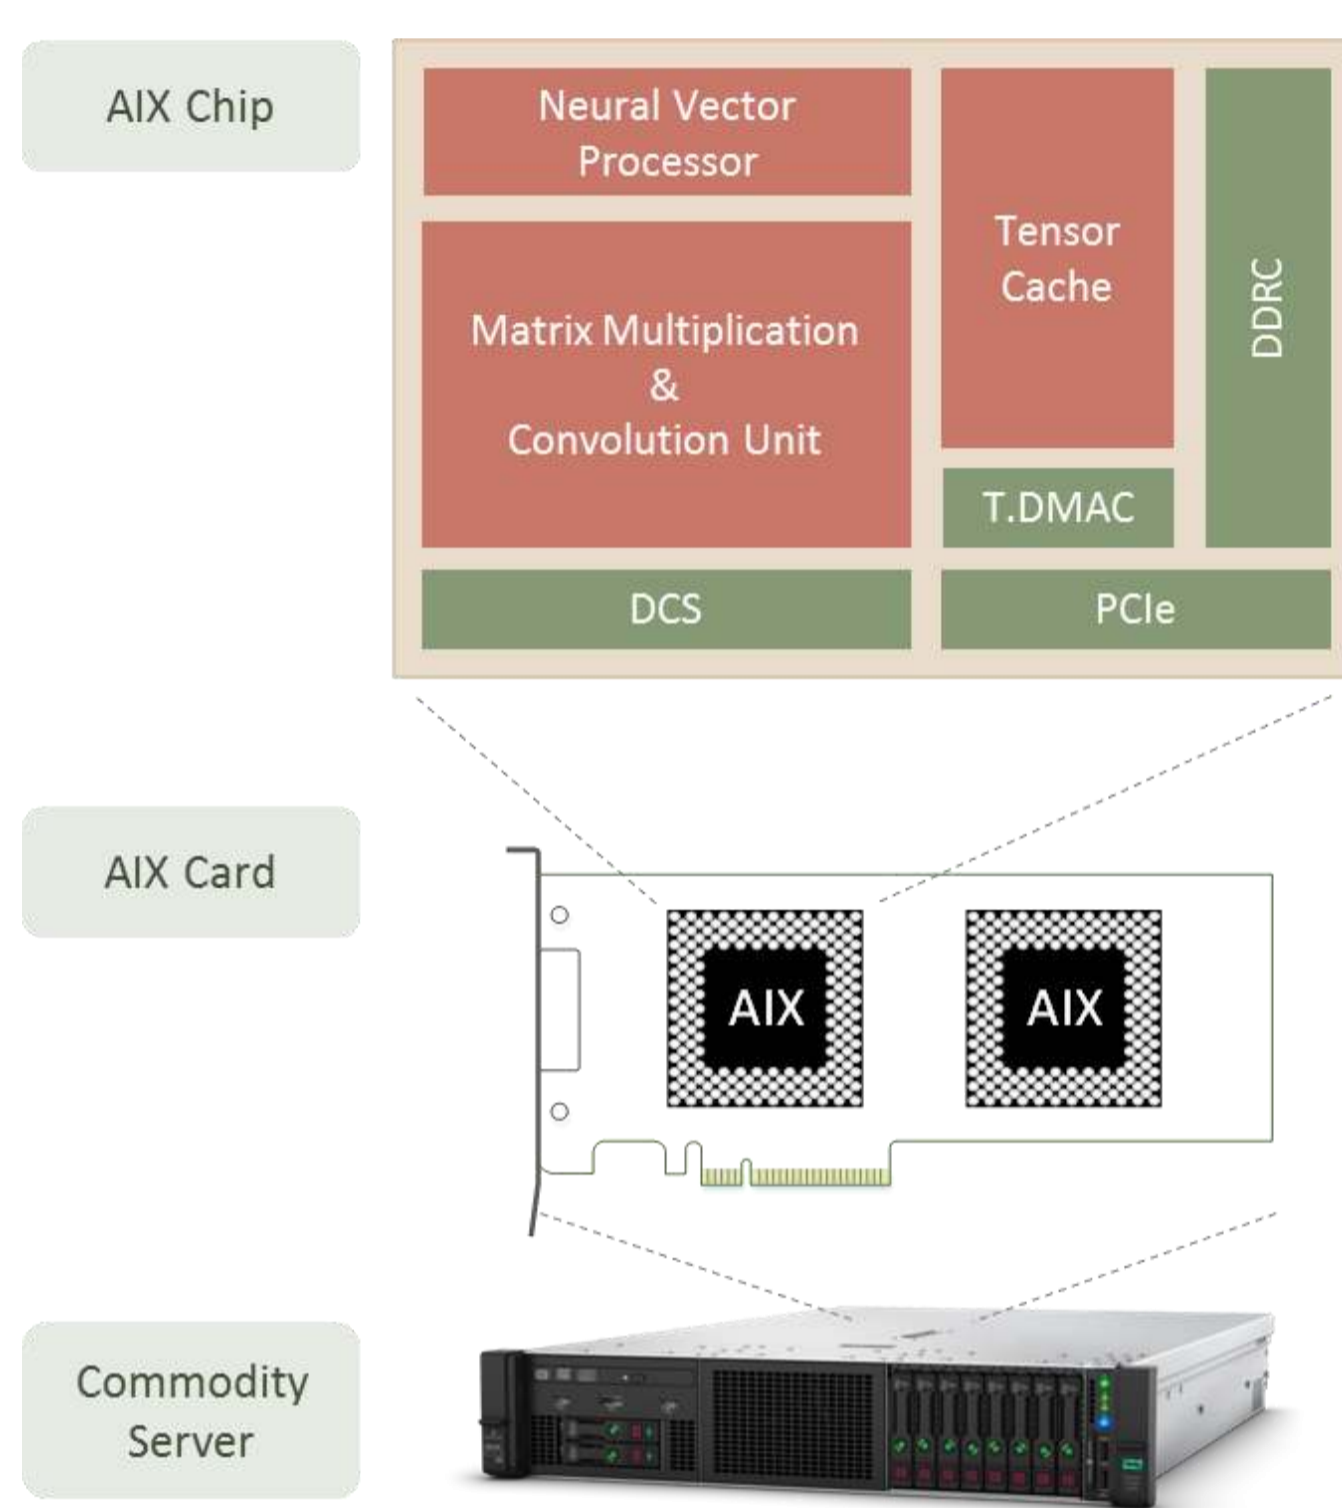 AIX Chip
Neural Vector
Processor
Matrix Multiplication
&
Convolution Unit
Tensor
Cache
DDRC
T.DMAC
DCS
PCIe
AIX Card
AIX
AIX
Commodity
Server